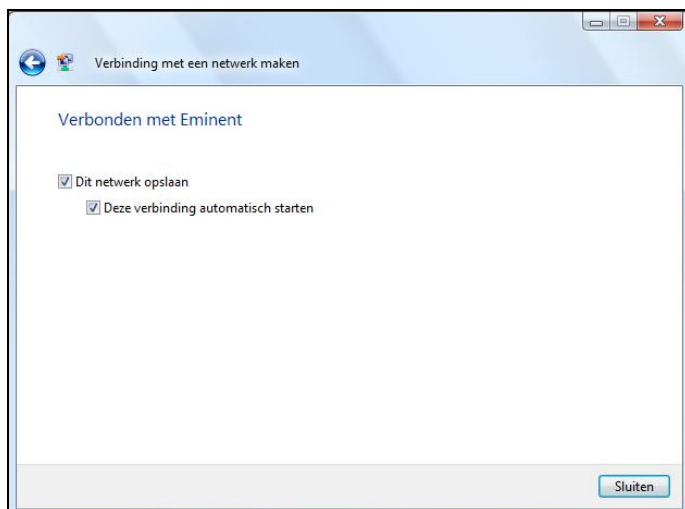 Verbinding met een netwerk maken
Verbonden met Eminent
Dit netwerk opslaan
Deze verbinding automatisch starten
Sluiten